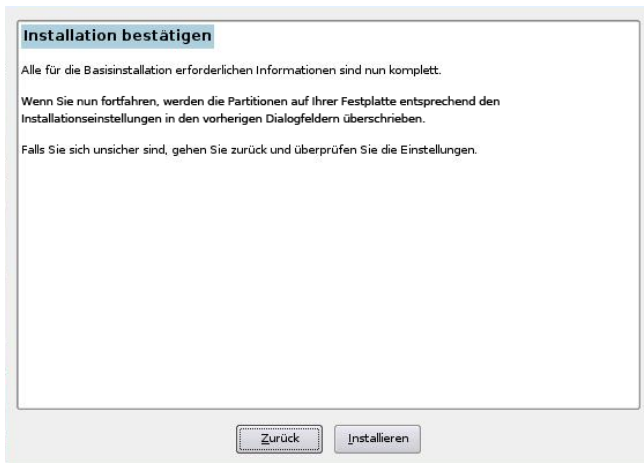 Installation bestätigen
Alle für die Basisinstallation erforderlichen Informationen sind nun komplett.
Wenn Sie nun fortfahren, werden die Partitionen auf Ihrer Festplatte entsprechend den
Installationseinstellungen in den vorherigen Dialogfeldern überschrieben.
Falls Sie sich unsicher sind, gehen Sie zurück und überprüfen Sie die Einstellungen.
Zurück
Installieren